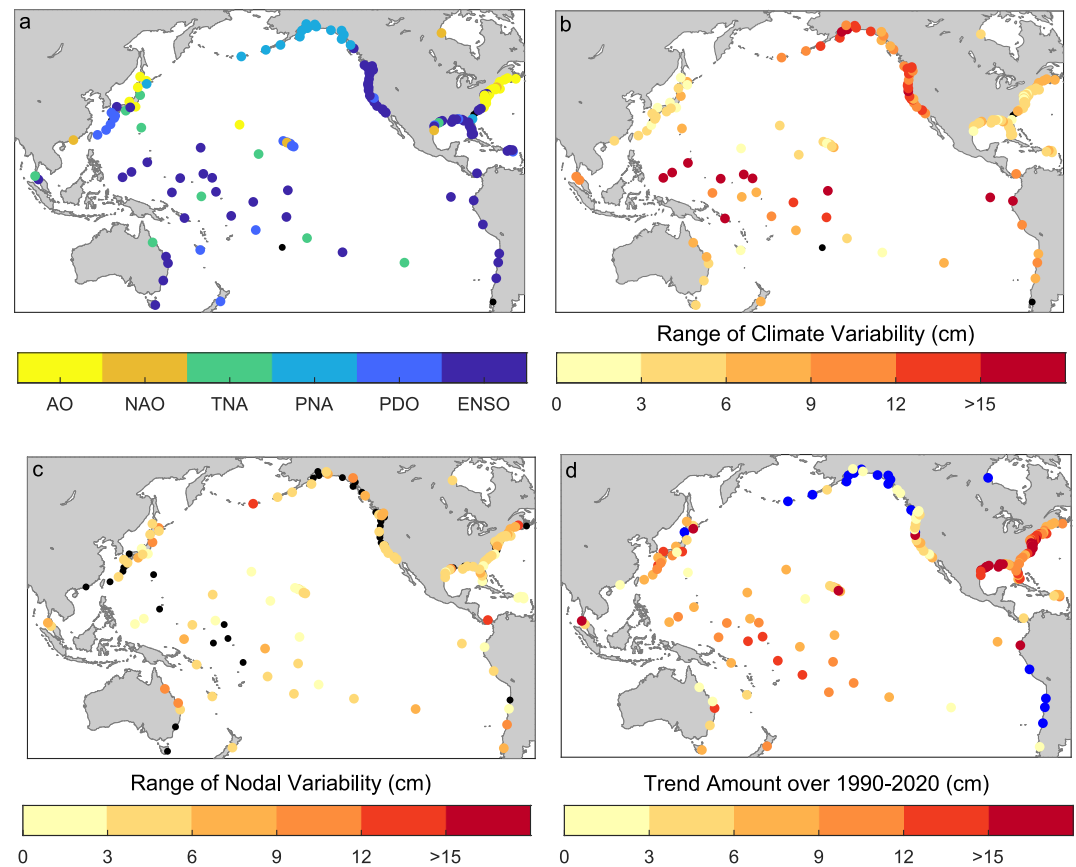 a
b
AO NAO TNA PNA PDO ENSO
Range of Climate Variability (cm)
0 3 6 9 12 >15
c
d
Range of Nodal Variability (cm)
0 3 6 9 12 >15
Trend Amount over 1990-2020 (cm)
0 3 6 9 12 >15